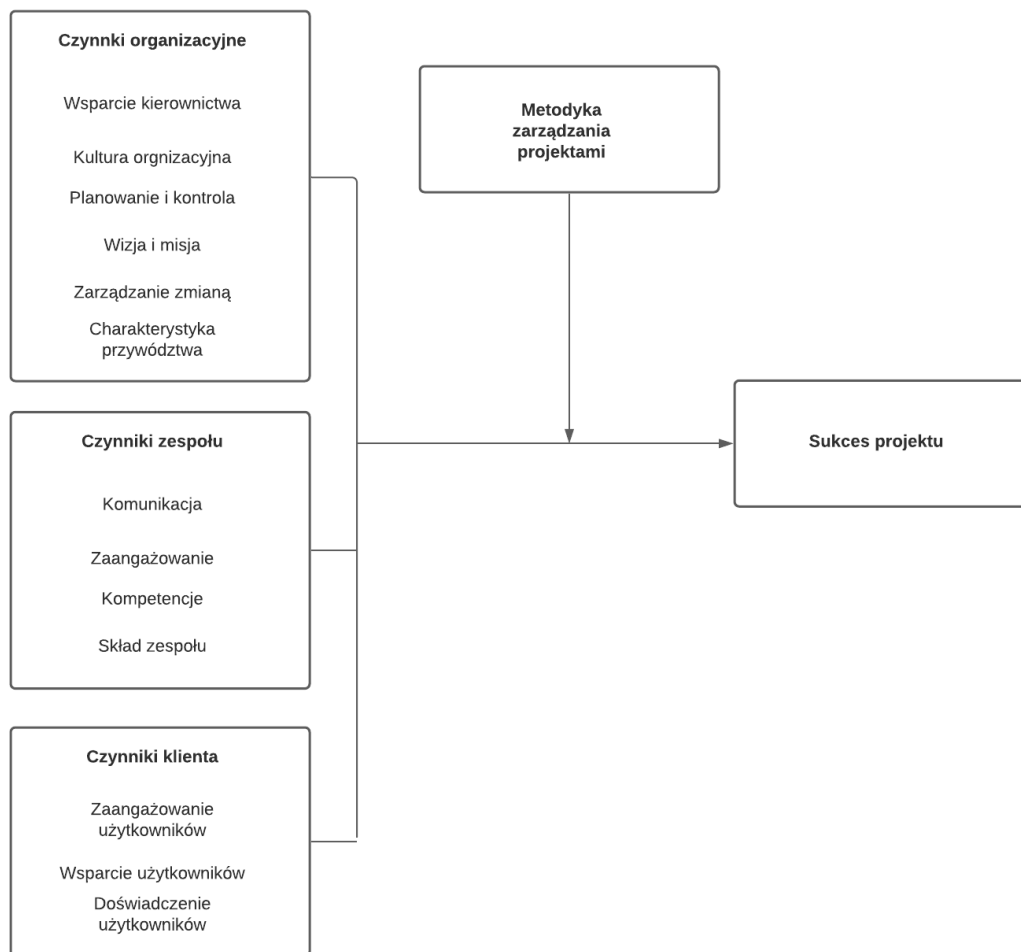 Czynnki organizacyjne
Wsparcie kierownictwa
Kultura orgnizacyjna
Planowanie i kontrola
Wizja i misja
Zarządzanie zmianą
Charakterystyka
przywództwa
Metodyka
zarządzania
projektami
Czynniki zespołu
Komunikacja
Zaangażowanie
Kompetencje
Skład zespołu
Sukces projektu
Czynniki klienta
Zaangażowanie
użytkowników
Wsparcie użytkowników
Doświadczenie
użytkowników